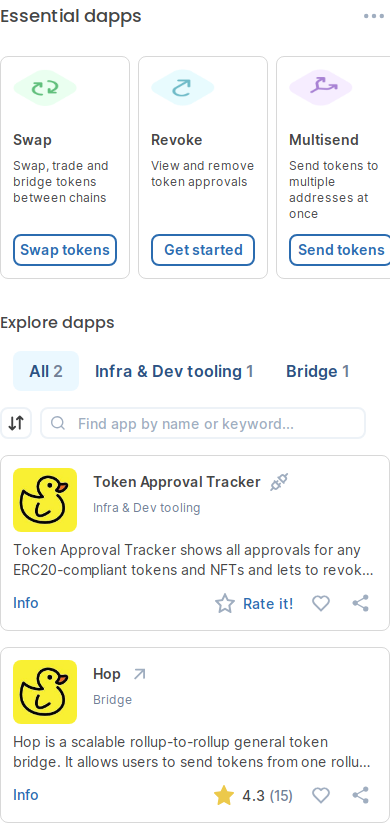 Essential dapps
Swap
Swap, trade and
bridge tokens
between chains
Swap tokens
Revoke
View and remove
token approvals
Get started
Multisend
Send tokens to
multiple
addresses at
once
Send tokens
Explore dapps
All 2
Infra & Dev tooling 1
Bridge 1
Find app by name or keyword...
Token Approval Tracker
Infra & Dev tooling
Token Approval Tracker shows all approvals for any
ERC20-compliant tokens and NFTs and lets to revok...
Info
Rate it!
Hop
Bridge
Hop is a scalable rollup-to-rollup general token
bridge. It allows users to send tokens from one rollu...
Info
4.3 (15)